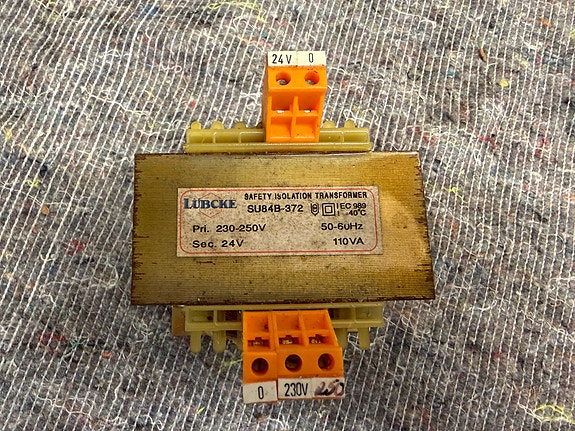 24V 0
LÜBCKE
SAFETY ISOLATION TRANSFORMER
SU84B-372
IEC 989
40°C
Pri. 230-250V 50-60Hz
Sec. 24V 110VA
0 230V 250